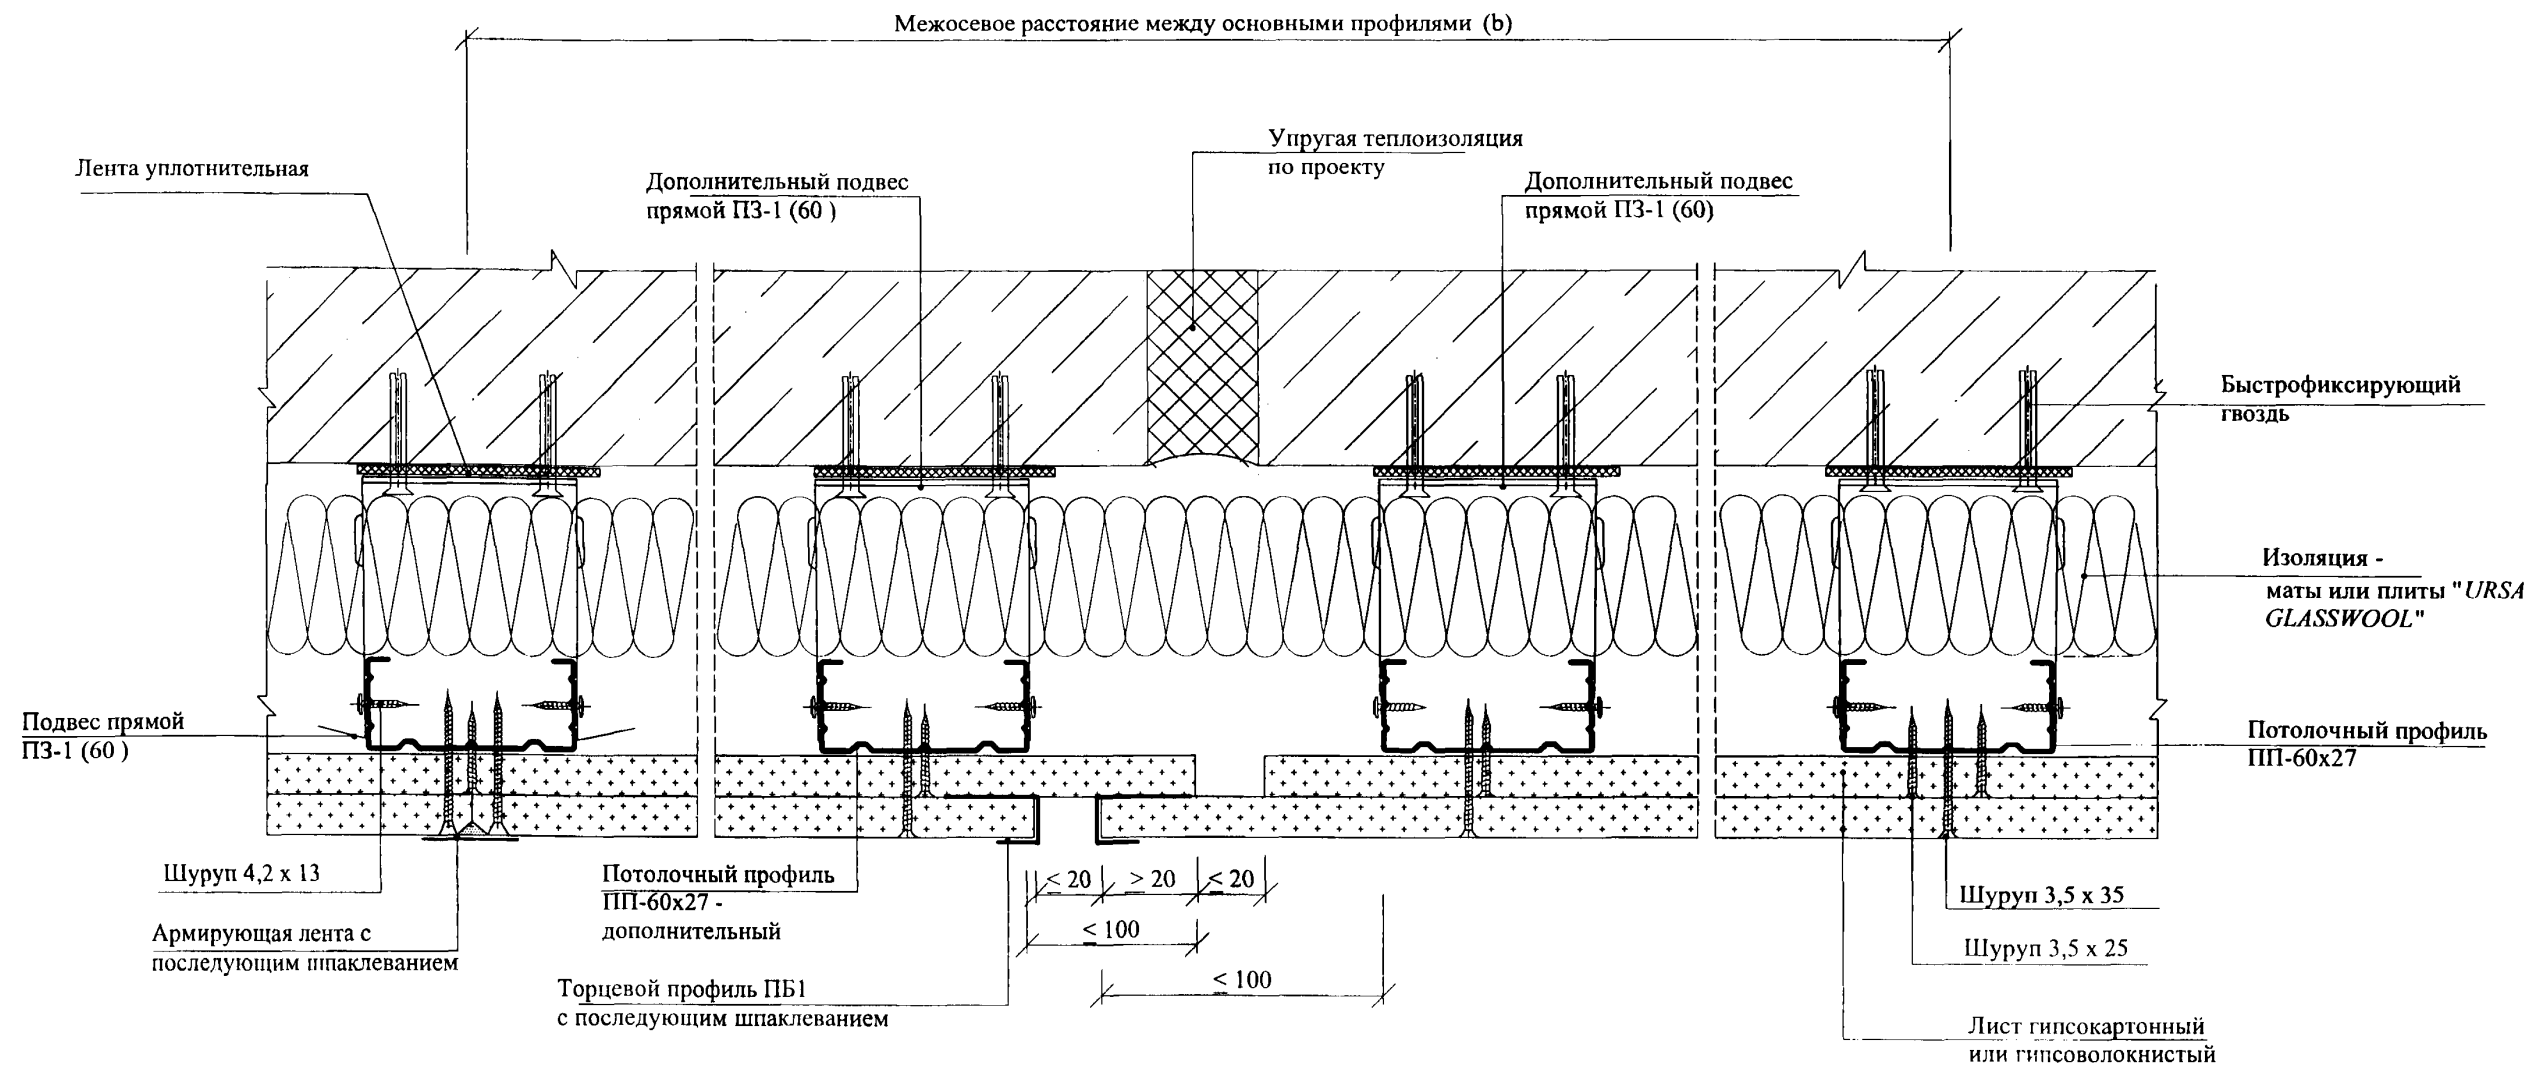 Межосевое расстояние между основными профилями (b)
Упругая теплоизоляция
по проекту
Лента уплотнительная
Дополнительный подвес
прямой ПЗ-1 (60 )
Дополнительный подвес
прямой ПЗ-1 (60)
Быстрофиксирующий
гвоздь
Изоляция -
маты или плиты "URSA
GLASSWOOL"
Подвес прямой
ПЗ-1 (60 )
Потолочный профиль
ПП-60х27
Шуруп 4,2 х 13
Потолочный профиль
ПП-60х27 -
дополнительный
≤ 20
≥ 20
≤ 20
≤ 100
≤ 100
Шуруп 3,5 х 35
Шуруп 3,5 х 25
Армирующая лента с
последующим шпаклеванием
Торцевой профиль ПБ1
с последующим шпаклеванием
Лист гипсокартонный
или гипсоволокнистый